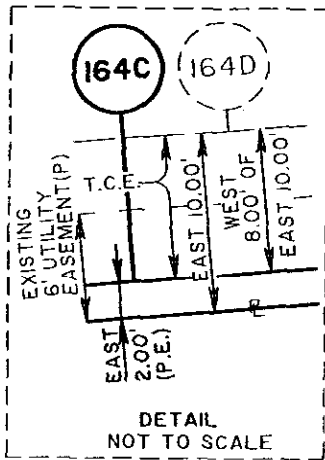 164C
164D
T.C.E.
EXISTING
6' UTILITY
EASEMENT(P)
EAST 10.00'
WEST
8.00' OF
EAST 10.00'
PL
EAST
2.00'
(P.E.)
DETAIL
NOT TO SCALE